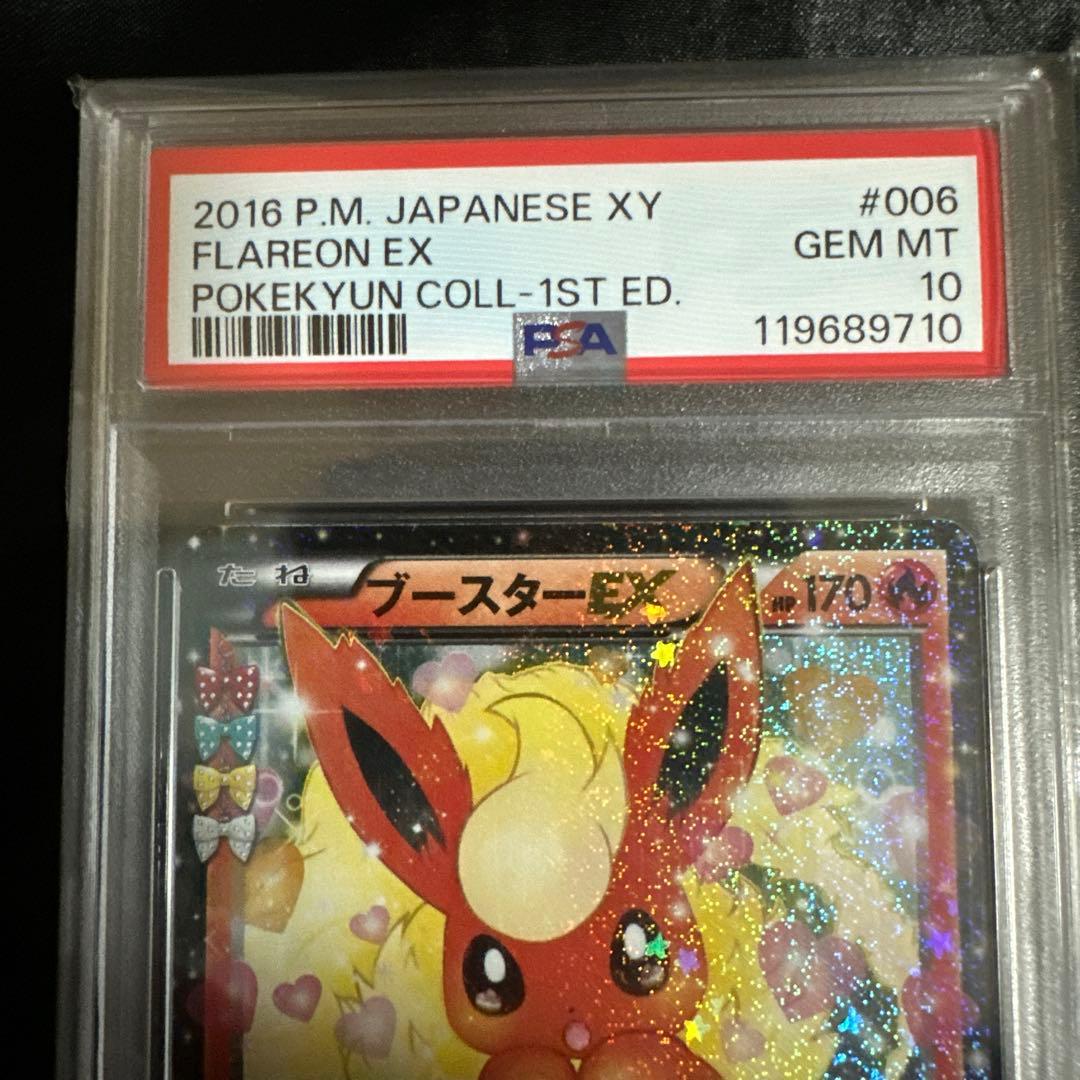 2016 P.M. JAPANESE XY #006
FLAREON EX GEM MT
POKEKYUN COLL-1ST ED. 10
PSA 119689710
たね ブースターEX HP 170